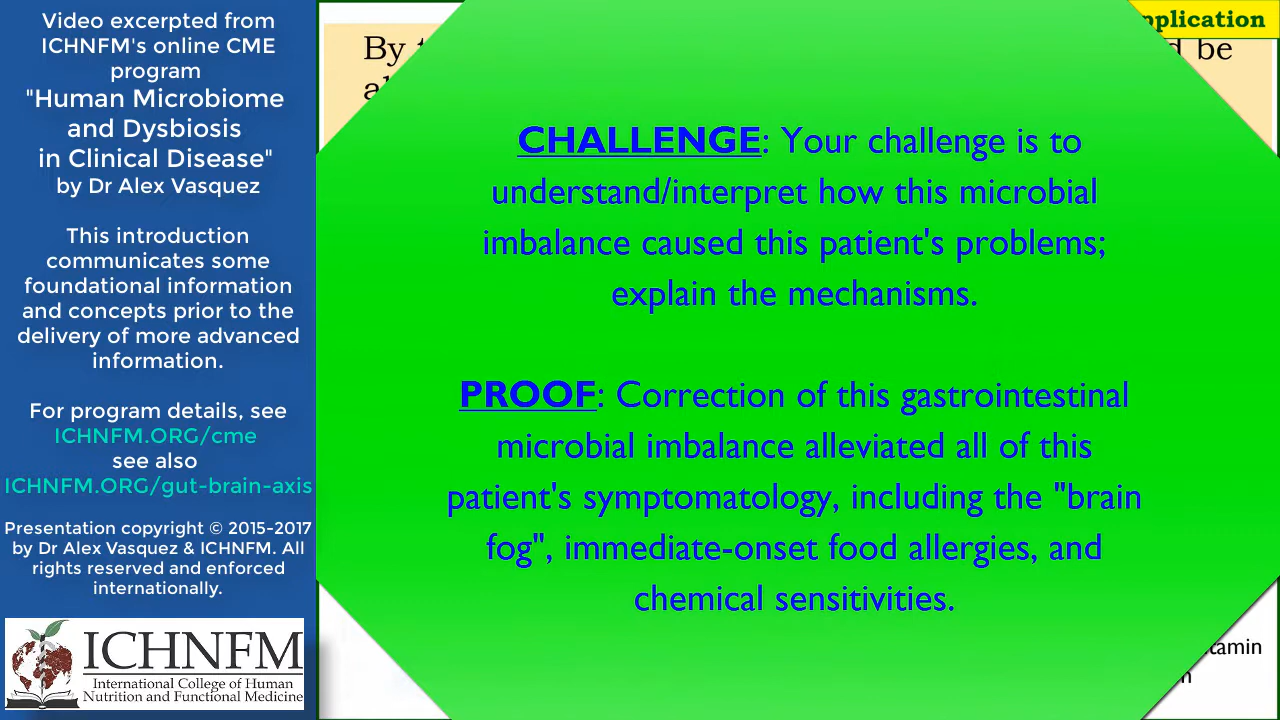 Video excerpted from
ICHNFM's online CME
program
"Human Microbiome
and Dysbiosis
in Clinical Disease"
by Dr Alex Vasquez
This introduction
communicates some
foundational information
and concepts prior to the
delivery of more advanced
information.
For program details, see
ICHNFM.ORG/cme
see also
ICHNFM.ORG/gut-brain-axis
Presentation copyright © 2015-2017
by Dr Alex Vasquez & ICHNFM. All
rights reserved and enforced
internationally.
ICHNFM
International College of Human
Nutrition and Functional Medicine
By
be
CHALLENGE: Your challenge is to
understand/interpret how this microbial
imbalance caused this patient's problems;
explain the mechanisms.
PROOF: Correction of this gastrointestinal
microbial imbalance alleviated all of this
patient's symptomatology, including the "brain
fog", immediate-onset food allergies, and
chemical sensitivities.